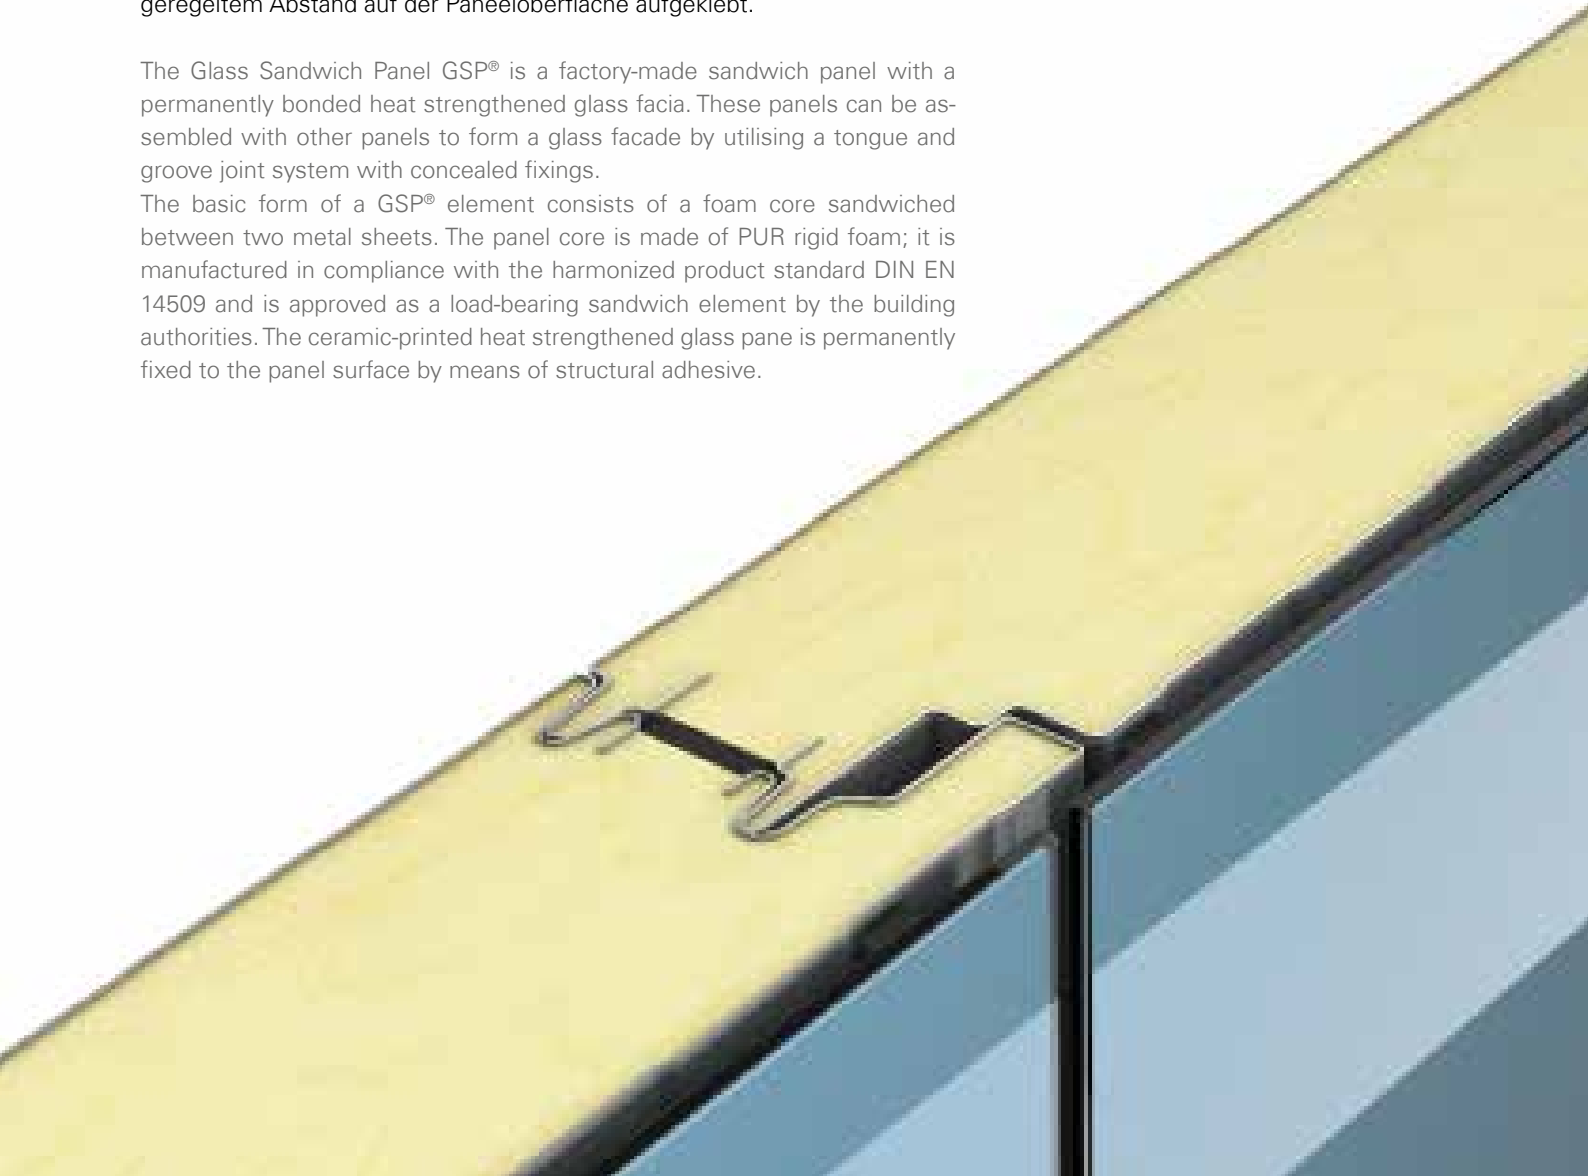 geregeltem Abstand auf der Paneeloberfläche aufgeklebt.
The Glass Sandwich Panel GSP® is a factory-made sandwich panel with a
permanently bonded heat strengthened glass facia. These panels can be as-
sembled with other panels to form a glass facade by utilising a tongue and
groove joint system with concealed fixings.
The basic form of a GSP® element consists of a foam core sandwiched
between two metal sheets. The panel core is made of PUR rigid foam; it is
manufactured in compliance with the harmonized product standard DIN EN
14509 and is approved as a load-bearing sandwich element by the building
authorities. The ceramic-printed heat strengthened glass pane is permanently
fixed to the panel surface by means of structural adhesive.